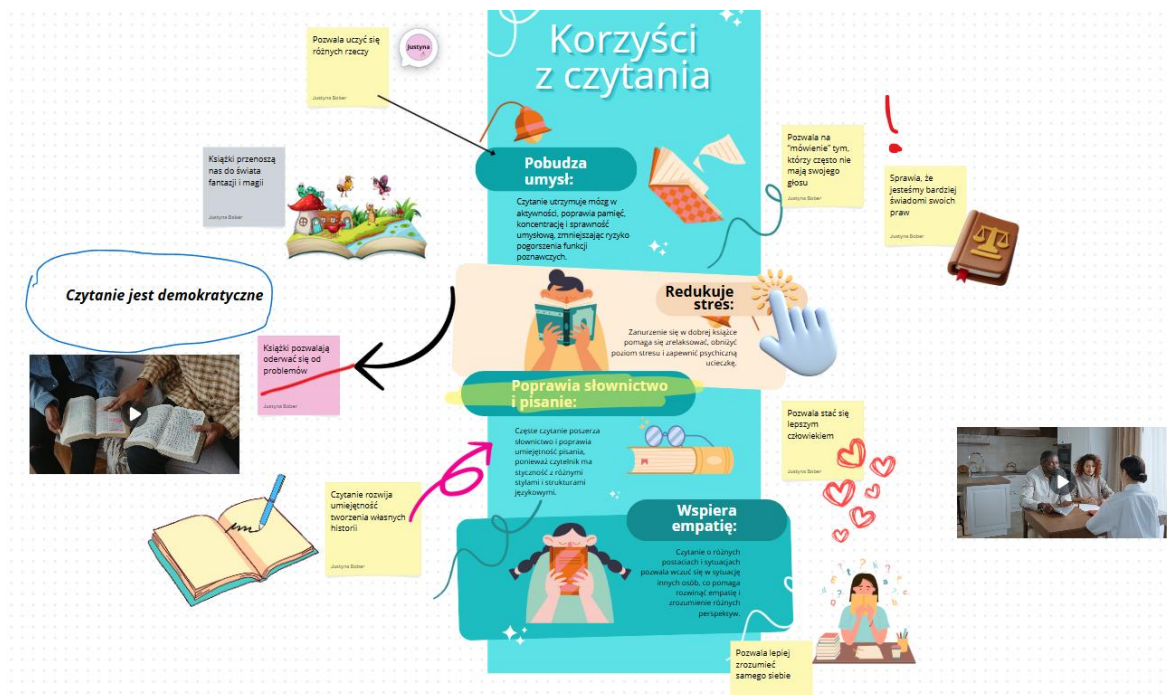 Korzyści
z czytania
Pozwala uczyć się
różnych rzeczy
Justyna Bober
Justyna
Pobudza
umysł:
Czytanie utrzymuje mózg w
aktywności, poprawia pamięć,
koncentrację i sprawność
umysłową, zmniejszając ryzyko
pogorszenia funkcji
poznawczych.
Książki przenoszą
nas do świata
fantazji i magii
Justyna Bober
Pozwala na
"mówienie" tym,
którzy często nie
mają swojego
głosu
Justyna Bober
Sprawia, że
jesteśmy bardziej
świadomi swoich
praw
Justyna Bober
Czytanie jest demokratyczne
Redukuje
stres:
Zanurzenie się w dobrej książce
pomaga się zrelaksować, obniżyć
poziom stresu i zapewnić psychiczną
ucieczkę.
Książki pozwalają
oderwać się od
problemów
Justyna Bober
Poprawia słownictwo
i pisanie:
Częste czytanie poszerza
słownictwo i poprawia
umiejętność pisania,
ponieważ czytelnik ma
styczność z różnymi
stylami i strukturami
językowymi.
Pozwala stać się
lepszym
człowiekiem
Justyna Bober
Czytanie rozwija
umiejętność
tworzenia własnych
historii
Justyna Bober
Wspiera
empatię:
Czytanie o różnych
postaciach i sytuacjach
pozwala wczuć się w sytuację
innych osób, co pomaga
rozwinąć empatię i
zrozumienie różnych
perspektyw.
Pozwala lepiej
zrozumieć
samego siebie